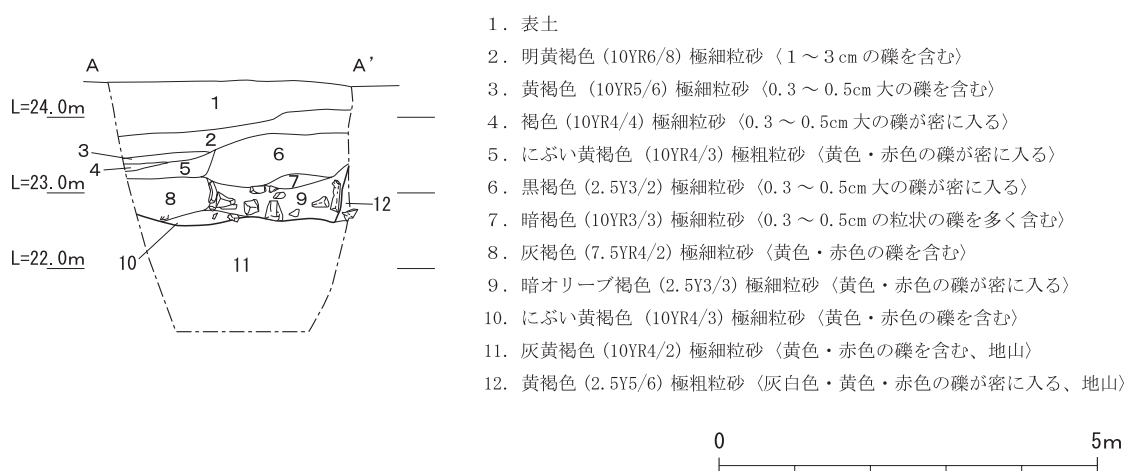 A
A'
L=24.0m
L=23.0m
L=22.0m
1
2
3
4
5
6
7
8
9
10
11
12
1. 表土
2. 明黄褐色 (10YR6/8) 極細粒砂〈1〜3cmの礫を含む〉
3. 黄褐色 (10YR5/6) 極細粒砂〈0.3〜0.5cm大の礫を含む〉
4. 褐色 (10YR4/4) 極細粒砂〈0.3〜0.5cm大の礫が密に入る〉
5. にぶい黄褐色 (10YR4/3) 極粗粒砂〈黄色・赤色の礫が密に入る〉
6. 黒褐色 (2.5Y3/2) 極細粒砂〈0.3〜0.5cm大の礫が密に入る〉
7. 暗褐色 (10YR3/3) 極細粒砂〈0.3〜0.5cmの粒状の礫を多く含む〉
8. 灰褐色 (7.5YR4/2) 極細粒砂〈黄色・赤色の礫を含む〉
9. 暗オリーブ褐色 (2.5Y3/3) 極細粒砂〈黄色・赤色の礫が密に入る〉
10. にぶい黄褐色 (10YR4/3) 極細粒砂〈黄色・赤色の礫を含む〉
11. 灰黄褐色 (10YR4/2) 極細粒砂〈黄色・赤色の礫を含む、地山〉
12. 黄褐色 (2.5Y5/6) 極粗粒砂〈灰白色・黄色・赤色の礫が密に入る、地山〉
0 5m